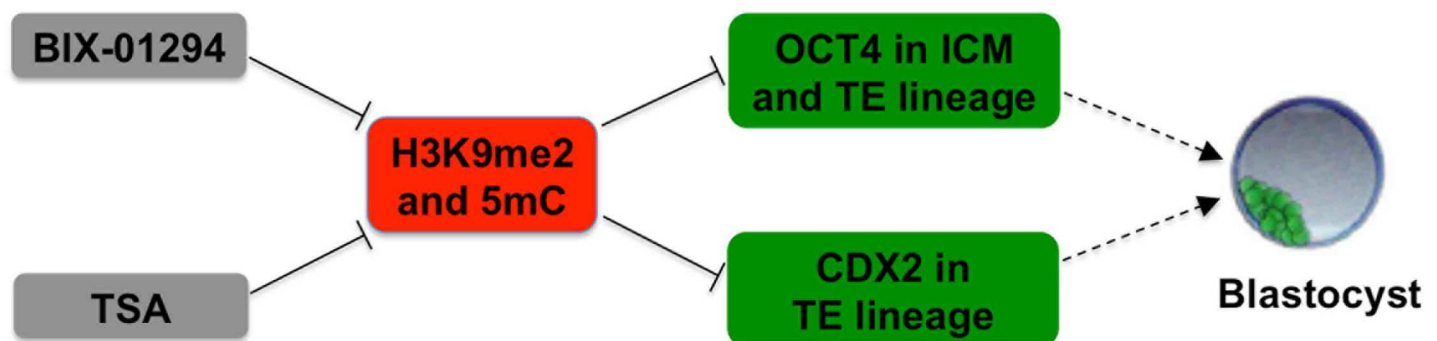 BIX-01294
TSA
H3K9me2
and 5mC
OCT4 in ICM
and TE lineage
CDX2 in
TE lineage
Blastocyst